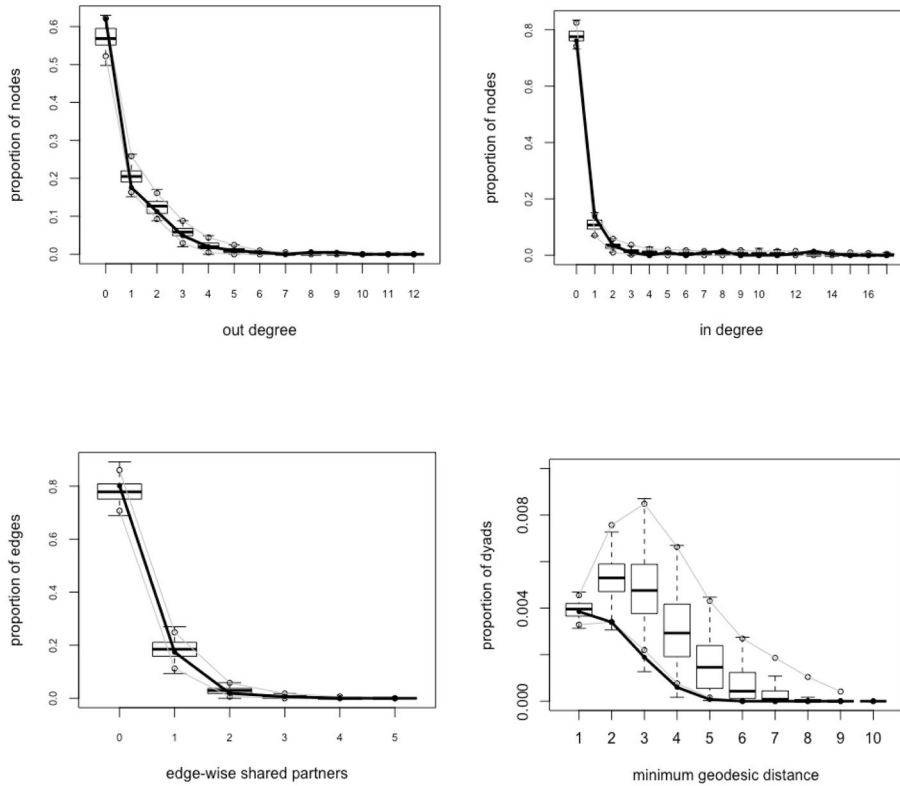 proportion of nodes
0.6
0.5
0.4
0.3
0.2
0.1
0.0
0 1 2 3 4 5 6 7 8 9 10 11 12
out degree
proportion of nodes
0.8
0.6
0.4
0.2
0.0
0 1 2 3 4 5 6 7 8 9 10 12 14 16
in degree
proportion of edges
0.8
0.6
0.4
0.2
0.0
0 1 2 3 4 5
edge-wise shared partners
proportion of dyads
0.008
0.004
0.000
1 2 3 4 5 6 7 8 9 10
minimum geodesic distance